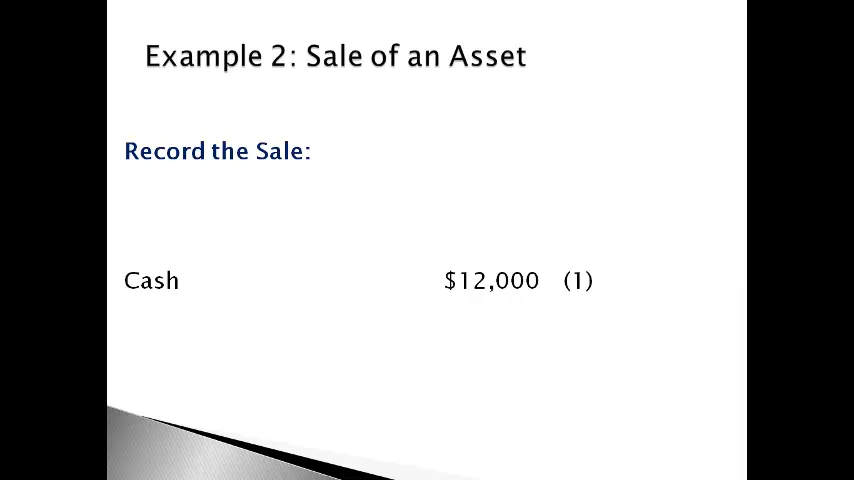 Example 2: Sale of an Asset
Record the Sale:
Cash $12,000 (1)